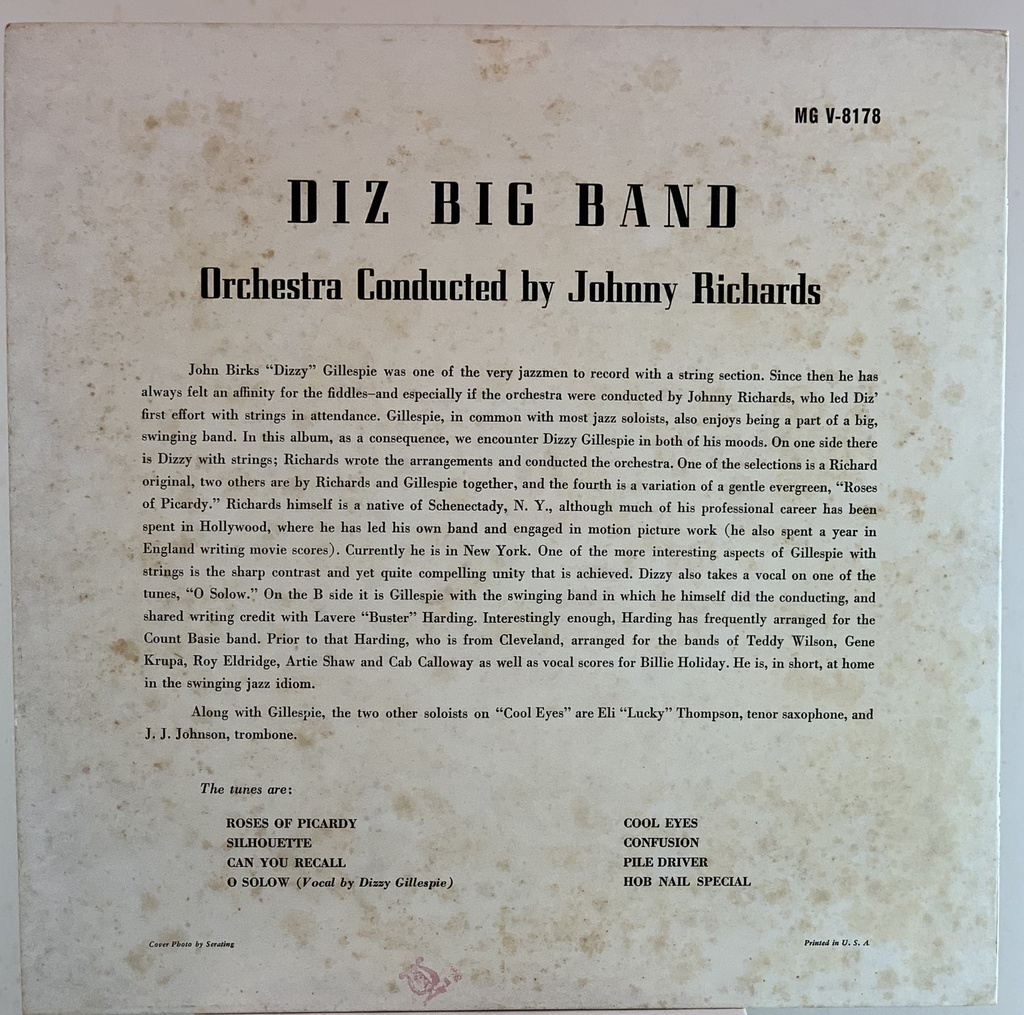 MG V-8178
DIZ BIG BAND
Orchestra Conducted by Johnny Richards
John Birks “Dizzy” Gillespie was one of the very jazzmen to record with a string section. Since then he has
always felt an affinity for the fiddles—and especially if the orchestra were conducted by Johnny Richards, who led Diz’
first effort with strings in attendance. Gillespie, in common with most jazz soloists, also enjoys being a part of a big,
swinging band. In this album, as a consequence, we encounter Dizzy Gillespie in both of his moods. On one side there
is Dizzy with strings; Richards wrote the arrangements and conducted the orchestra. One of the selections is a Richard
original, two others are by Richards and Gillespie together, and the fourth is a variation of a gentle evergreen, “Roses
of Picardy.” Richards himself is a native of Schenectady, N. Y., although much of his professional career has been
spent in Hollywood, where he has led his own band and engaged in motion picture work (he also spent a year in
England writing movie scores). Currently he is in New York. One of the more interesting aspects of Gillespie with
strings is the sharp contrast and yet quite compelling unity that is achieved. Dizzy also takes a vocal on one of the
tunes, “O Solow.” On the B side it is Gillespie with the swinging band in which he himself did the conducting, and
shared writing credit with Lavere “Buster” Harding. Interestingly enough, Harding has frequently arranged for the
Count Basie band. Prior to that Harding, who is from Cleveland, arranged for the bands of Teddy Wilson, Gene
Krupa, Roy Eldridge, Artie Shaw and Cab Calloway as well as vocal scores for Billie Holiday. He is, in short, at home
in the swinging jazz idiom.
Along with Gillespie, the two other soloists on “Cool Eyes” are Eli “Lucky” Thompson, tenor saxophone, and
J. J. Johnson, trombone.
The tunes are:
ROSES OF PICARDY
SILHOUETTE
CAN YOU RECALL
O SOLOW (Vocal by Dizzy Gillespie)
COOL EYES
CONFUSION
PILE DRIVER
HOB NAIL SPECIAL
Cover Photo by Serating
Printed in U. S. A